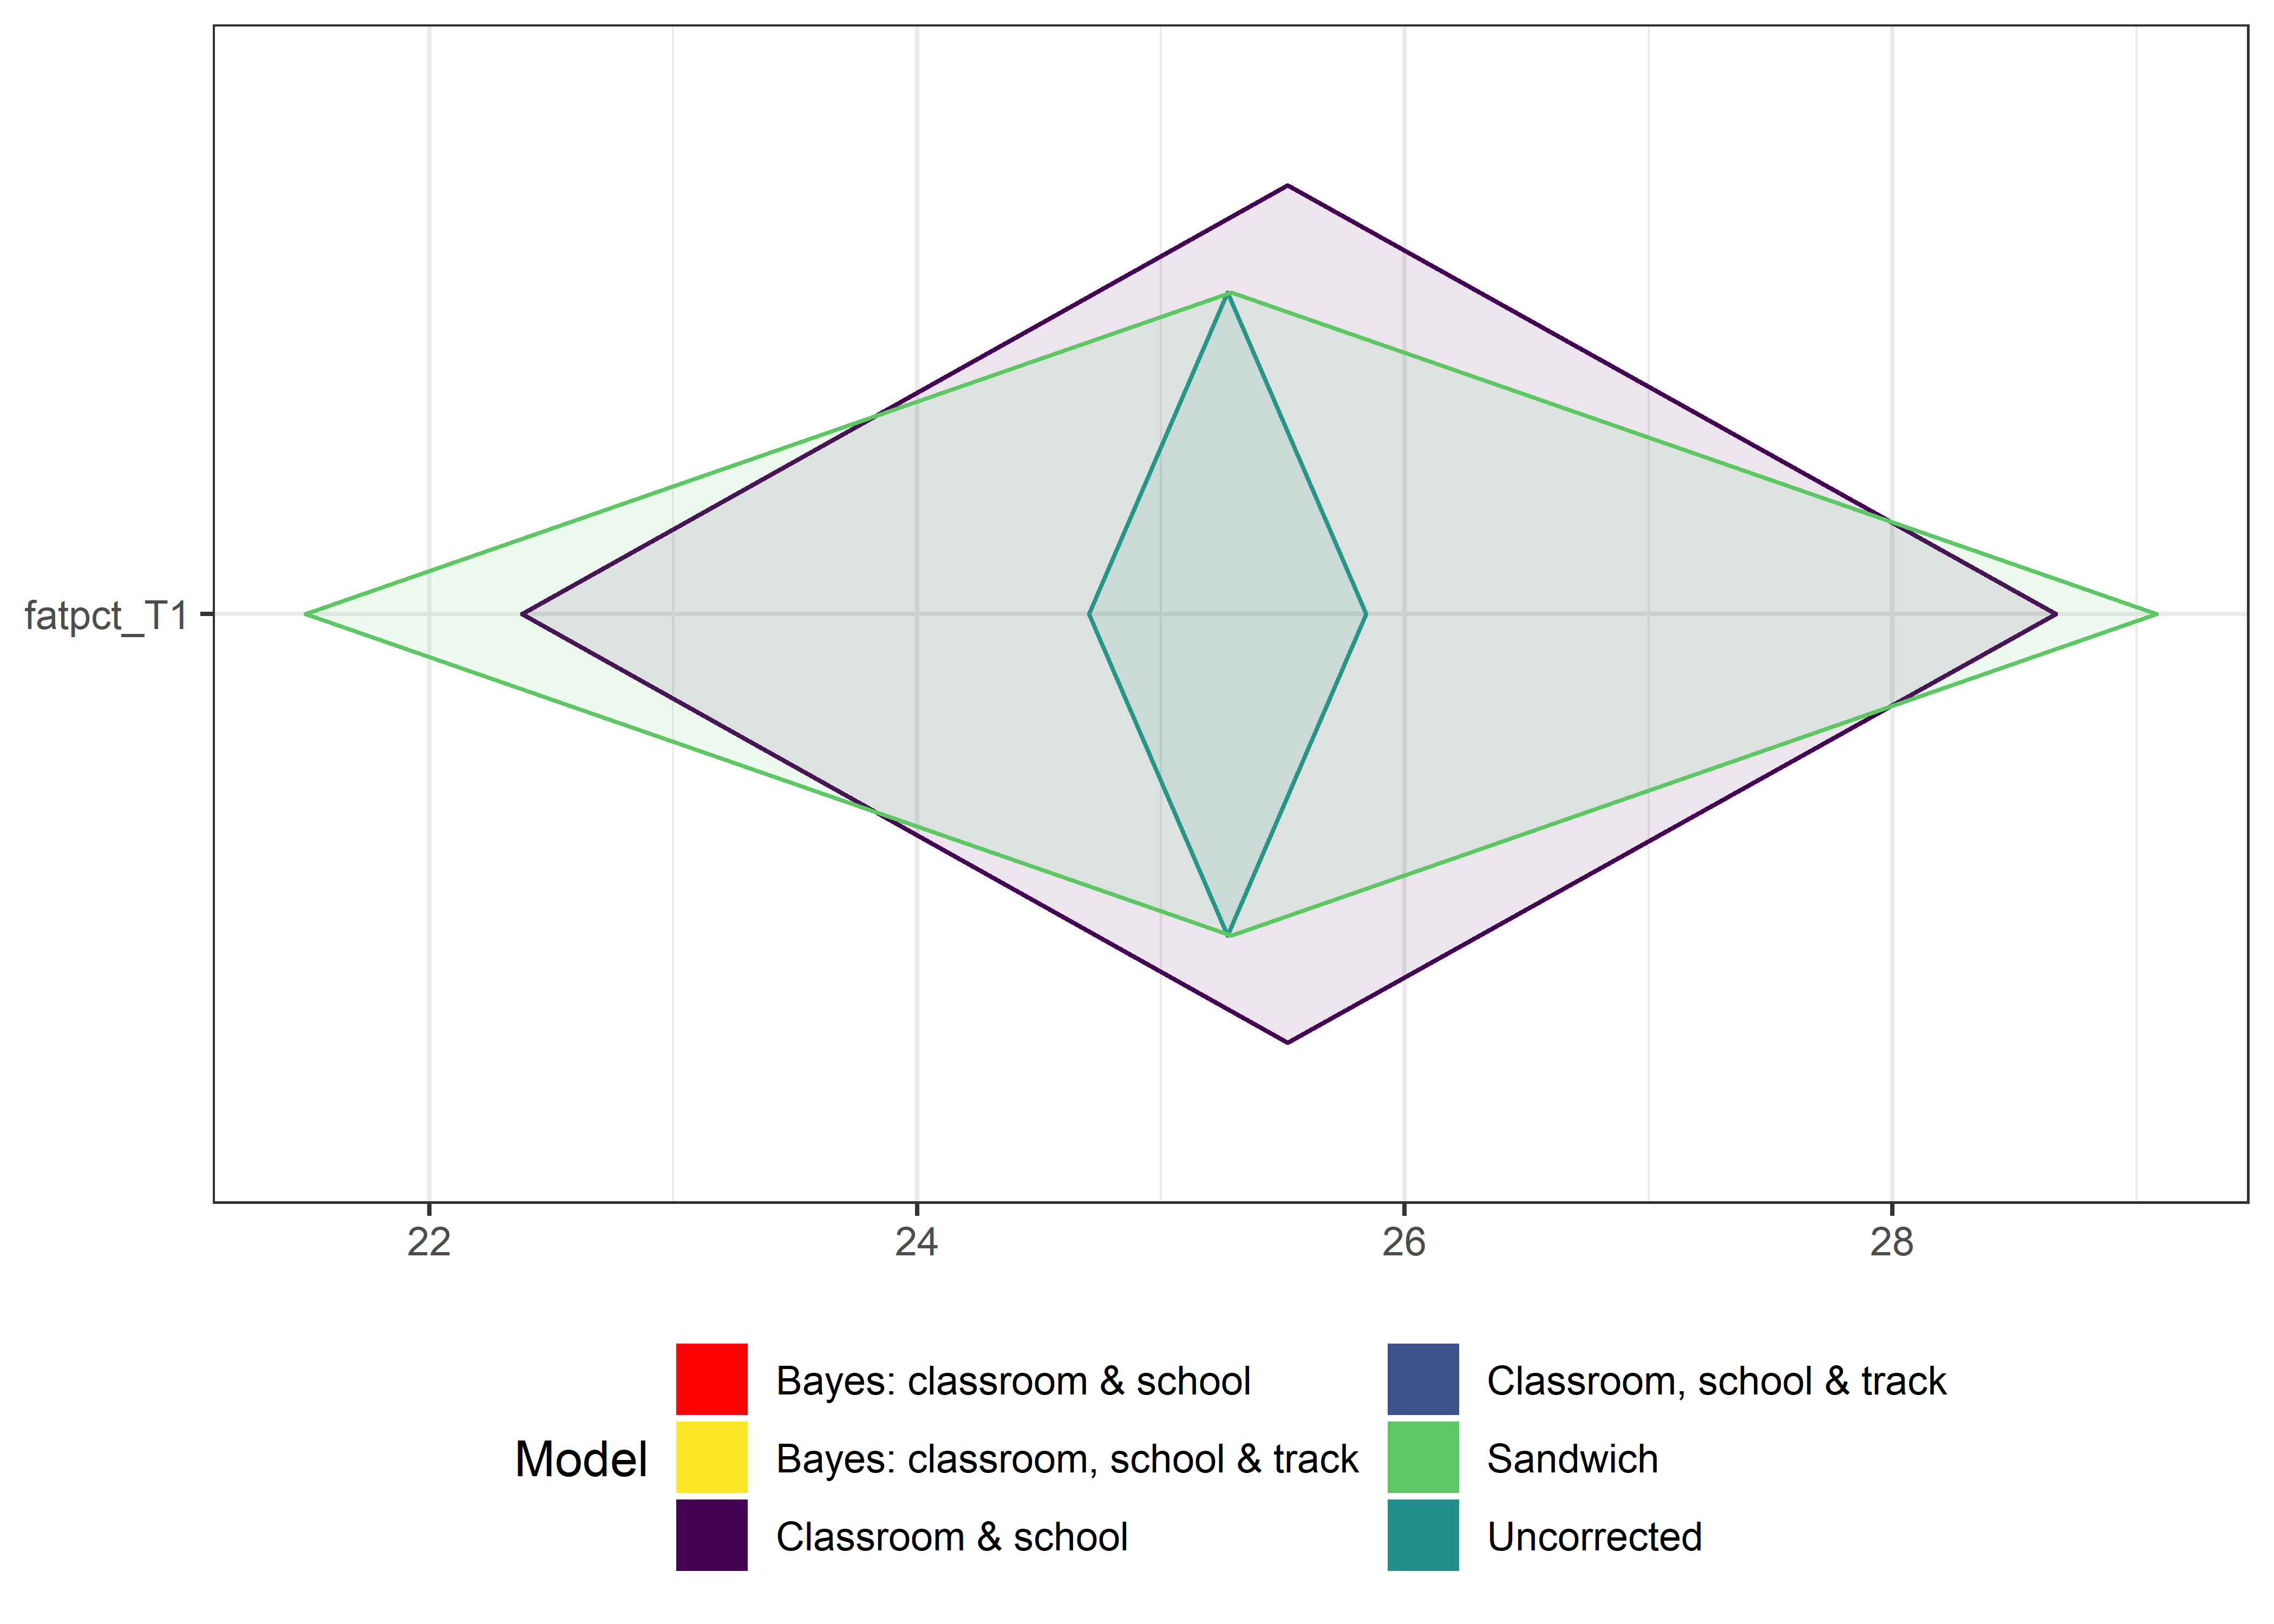 fatpct_T1
22 24 26 28
Model
Bayes: classroom & school
Bayes: classroom, school & track
Classroom & school
Classroom, school & track
Sandwich
Uncorrected